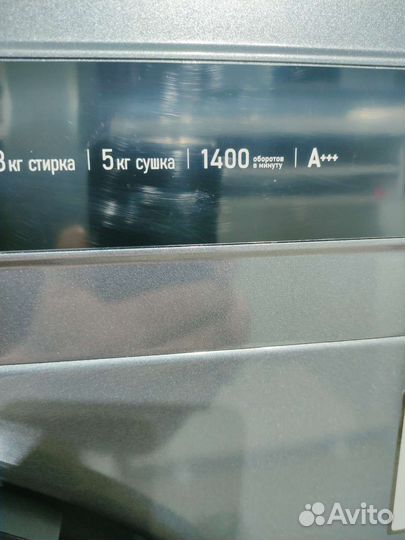 кг стирка | 5 кг сушка | 1400 оборотов в минуту | A+++
Avito